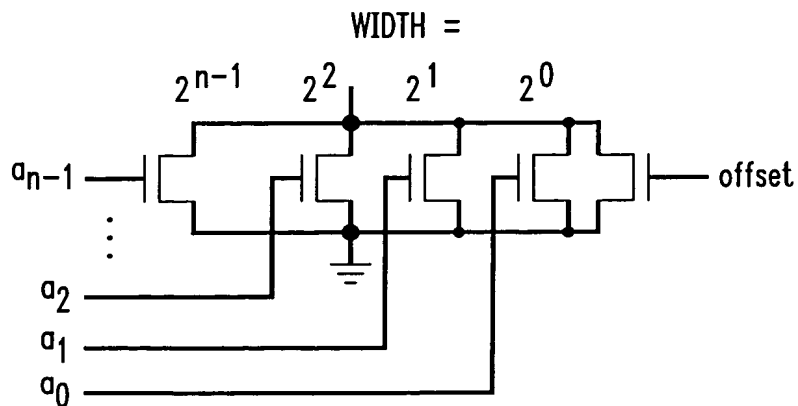 WIDTH =
2^{n-1} 2^2 2^1 2^0
a_{n-1} offset
⋮
a_2
a_1
a_0